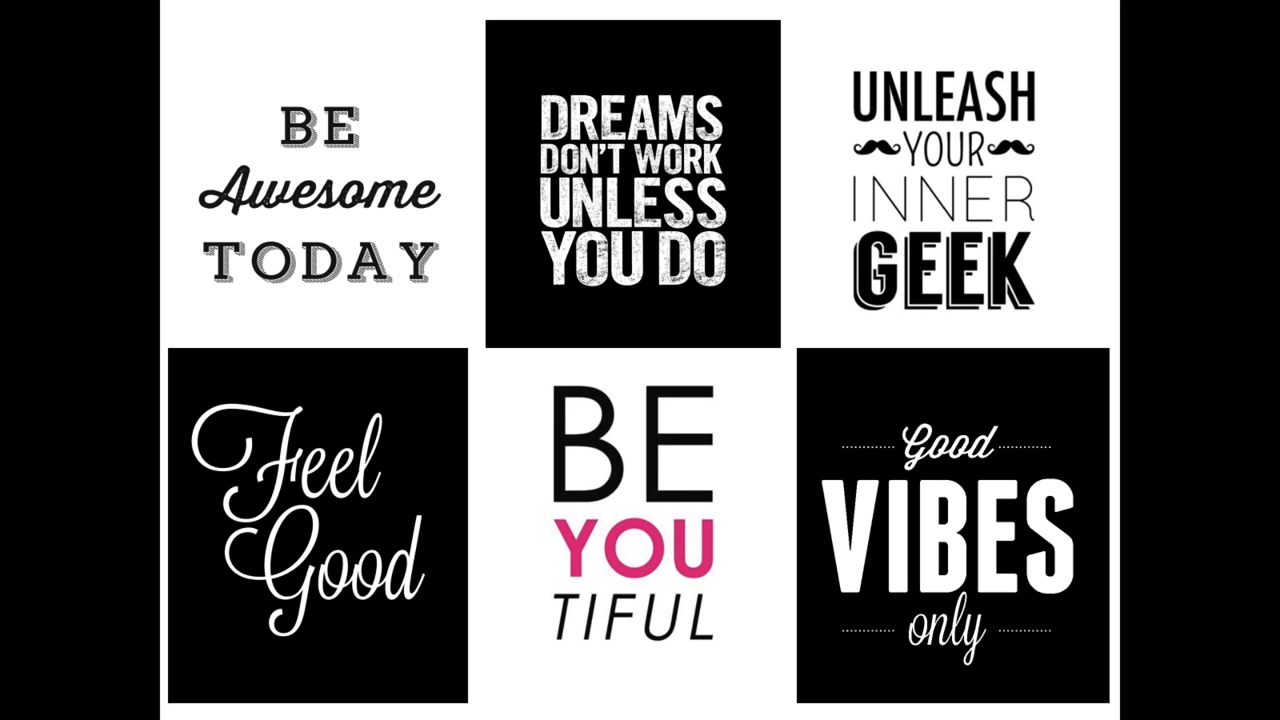 BE
Awesome
TODAY
DREAMS
DON'T WORK
UNLESS
YOU DO
UNLEASH
YOUR
INNER
GEEK
Feel
Good
BE
YOU
TIFUL
Good
VIBES
only